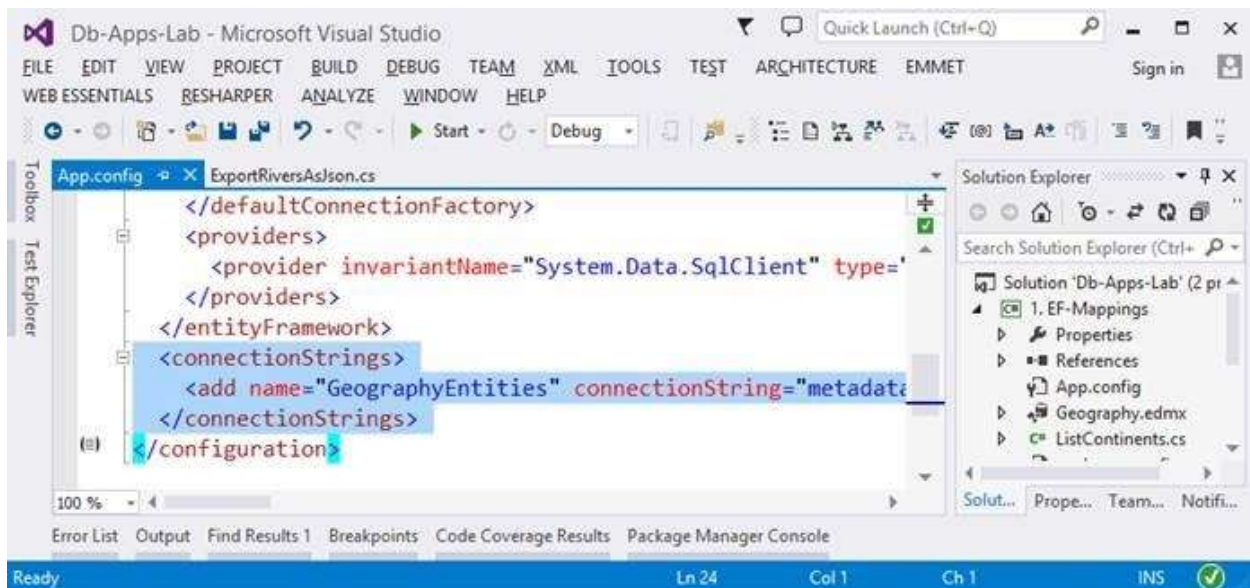 Db-Apps-Lab - Microsoft Visual Studio
Quick Launch (Ctrl+Q)
FILE EDIT VIEW PROJECT BUILD DEBUG TEAM XML TOOLS TEST ARCHITECTURE EMMET Sign in
WEB ESSENTIALS RESHARPER ANALYZE WINDOW HELP
Start Debug
Toolbox
Test Explorer
App.config ExportRiversAsJson.cs
</defaultConnectionFactory>
<providers>
<provider invariantName="System.Data.SqlClient" type="
</providers>
</entityFramework>
<connectionStrings>
<add name="GeographyEntities" connectionString="metadata
</connectionStrings>
</configuration>
100 %
Solution Explorer
Search Solution Explorer (Ctrl+
Solution 'Db-Apps-Lab' (2 pr
C# 1. EF-Mappings
Properties
References
App.config
Geography.edmx
C# ListContinents.cs
Solut... Prope... Team... Notifi...
Error List Output Find Results 1 Breakpoints Code Coverage Results Package Manager Console
Ready Ln 24 Col 1 Ch 1 INS